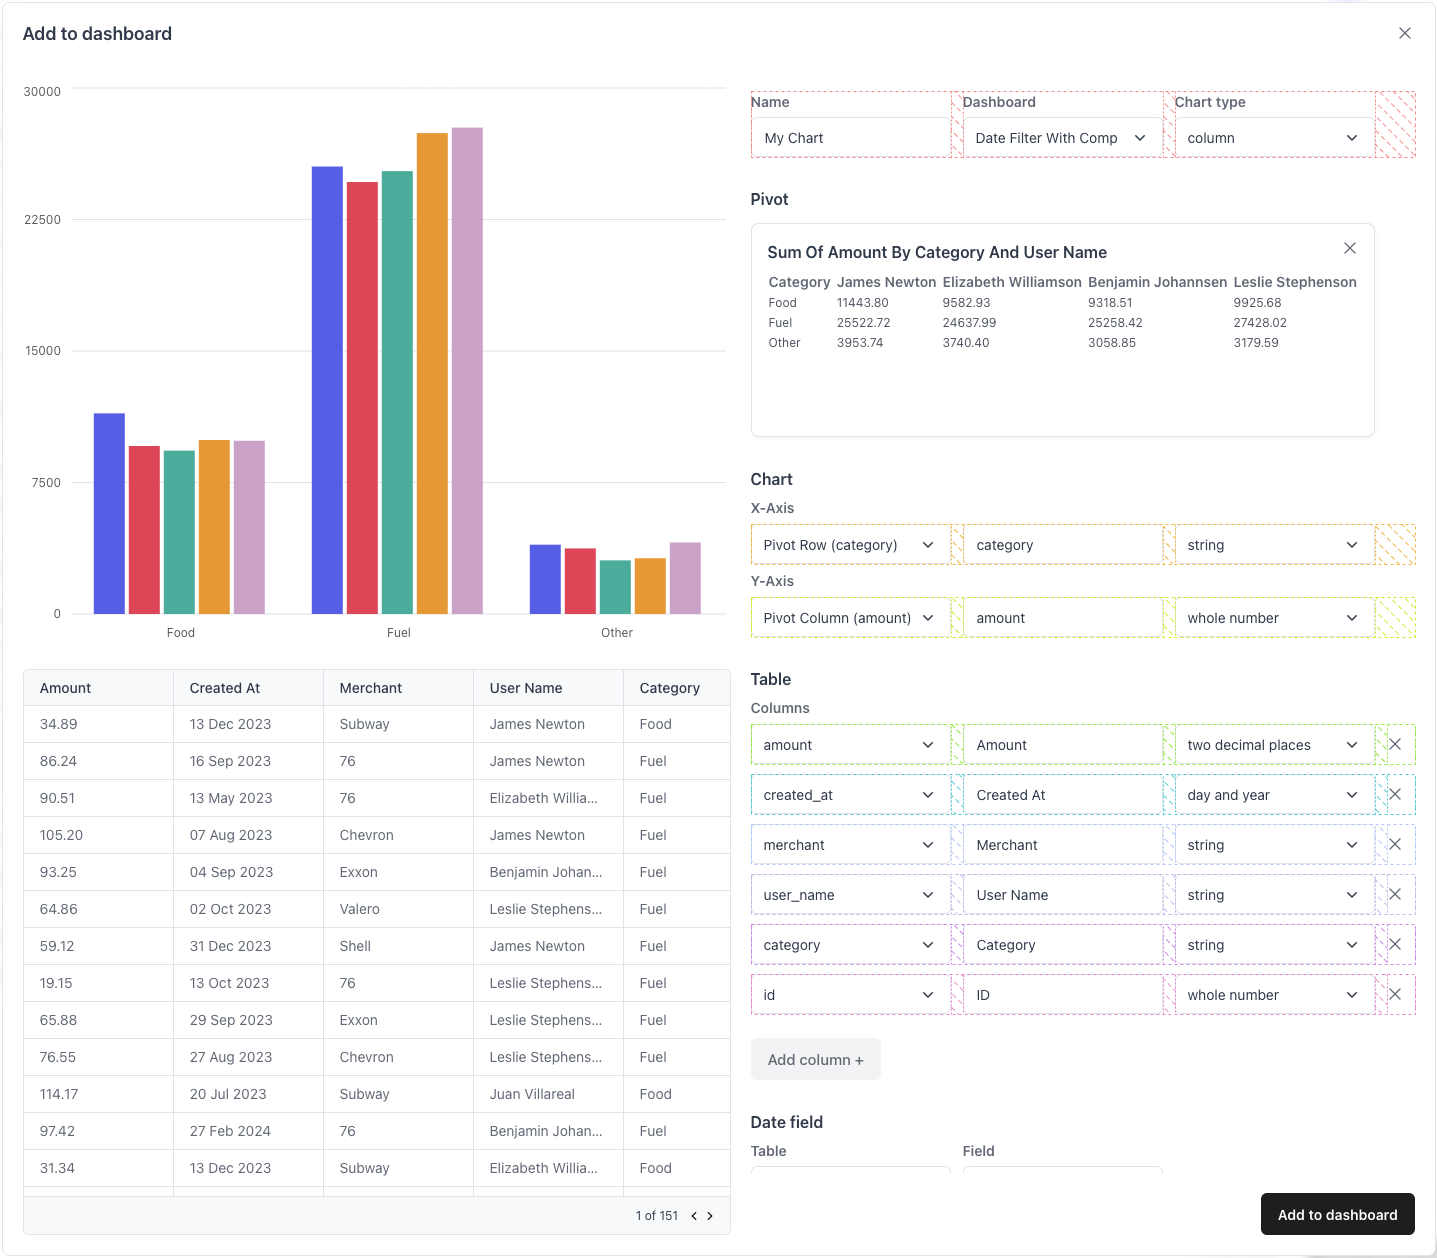 Add to dashboard
30000
22500
15000
7500
0
Food Fuel Other
Amount Created At Merchant User Name Category
34.89 13 Dec 2023 Subway James Newton Food
86.24 16 Sep 2023 76 James Newton Fuel
90.51 13 May 2023 76 Elizabeth Willia... Fuel
105.20 07 Aug 2023 Chevron James Newton Fuel
93.25 04 Sep 2023 Exxon Benjamin Johan... Fuel
64.86 02 Oct 2023 Valero Leslie Stephens... Fuel
59.12 31 Dec 2023 Shell James Newton Fuel
19.15 13 Oct 2023 76 Leslie Stephens... Fuel
65.88 29 Sep 2023 Exxon Leslie Stephens... Fuel
76.55 27 Aug 2023 Chevron Leslie Stephens... Fuel
114.17 20 Jul 2023 Subway Juan Villareal Food
97.42 27 Feb 2024 76 Benjamin Johan... Fuel
31.34 13 Dec 2023 Subway Elizabeth Willia... Food
1 of 151
Name Dashboard Chart type
My Chart Date Filter With Comp column
Pivot
Sum Of Amount By Category And User Name
Category James Newton Elizabeth Williamson Benjamin Johannsen Leslie Stephenson
Food 11443.80 9582.93 9318.51 9925.68
Fuel 25522.72 24637.99 25258.42 27428.02
Other 3953.74 3740.40 3058.85 3179.59
Chart
X-Axis
Pivot Row (category) category string
Y-Axis
Pivot Column (amount) amount whole number
Table
Columns
amount Amount two decimal places
created_at Created At day and year
merchant Merchant string
user_name User Name string
category Category string
id ID whole number
Add column +
Date field
Table Field
Add to dashboard